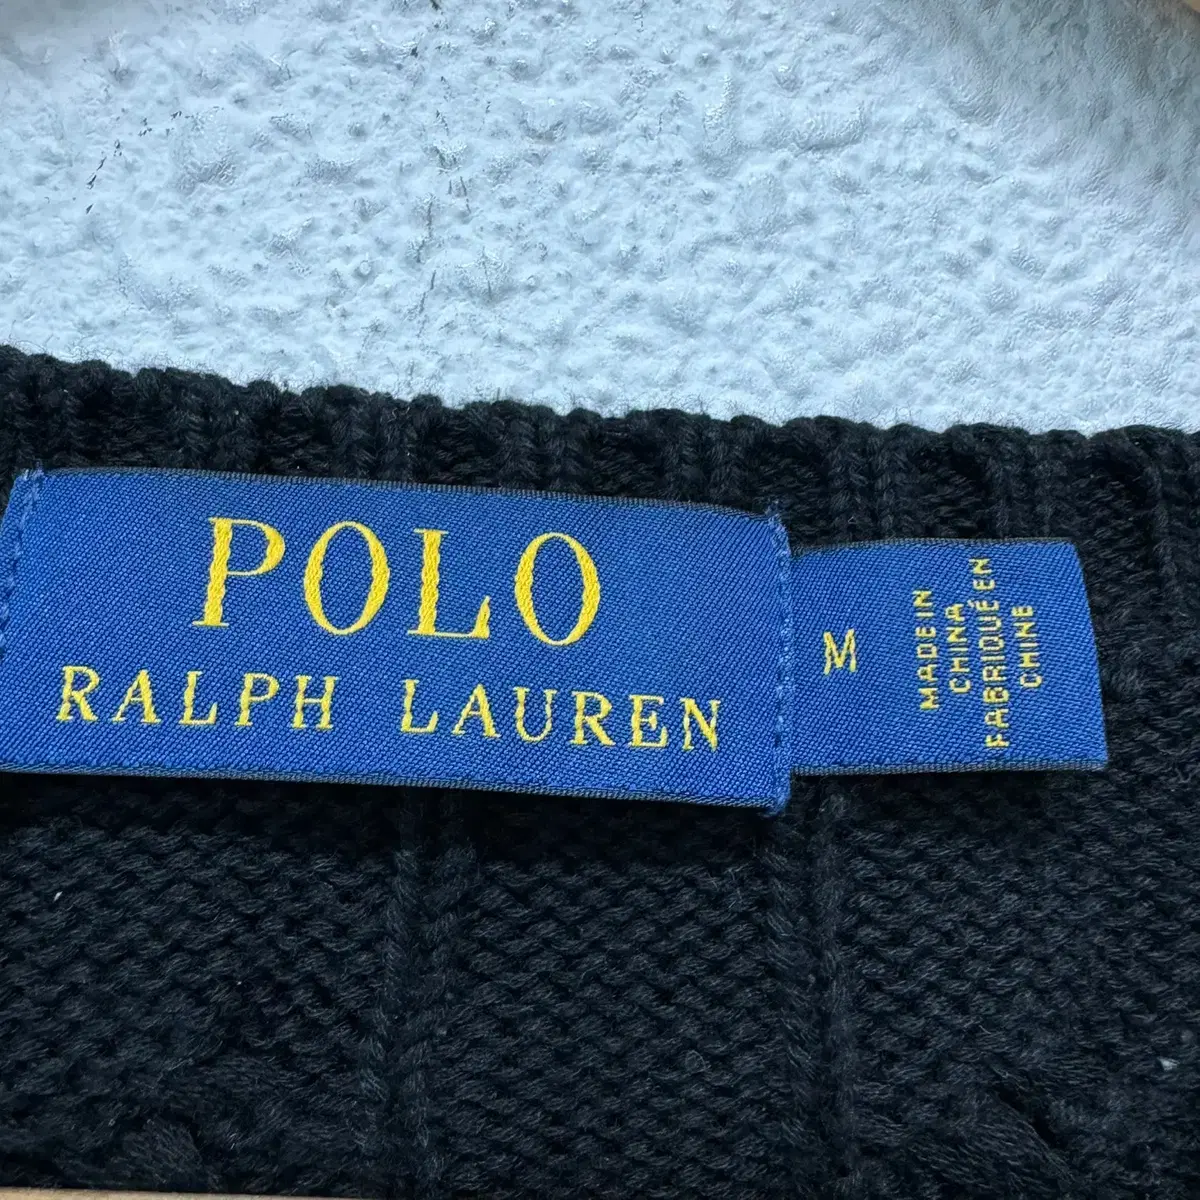 POLO
RALPH LAUREN
M
MADE IN
CHINA
FABRIQUÉ EN
CHINE